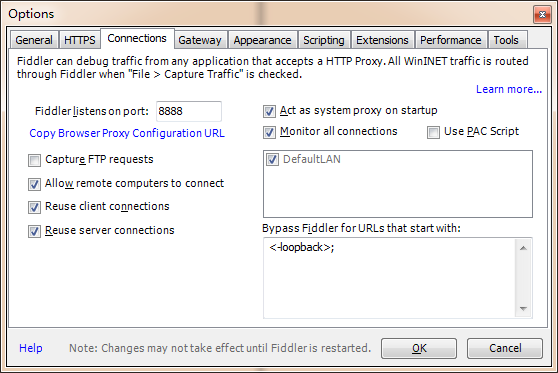 Options
General HTTPS Connections Gateway Appearance Scripting Extensions Performance Tools
Fiddler can debug traffic from any application that accepts a HTTP Proxy. All WinINET traffic is routed
through Fiddler when "File > Capture Traffic" is checked.
Learn more...
Fiddler listens on port: 8888
Copy Browser Proxy Configuration URL
Capture FTP requests
Allow remote computers to connect
Reuse client connections
Reuse server connections
Act as system proxy on startup
Monitor all connections
Use PAC Script
DefaultLAN
Bypass Fiddler for URLs that start with:
<-loopback>;
Help
Note: Changes may not take effect until Fiddler is restarted.
OK
Cancel